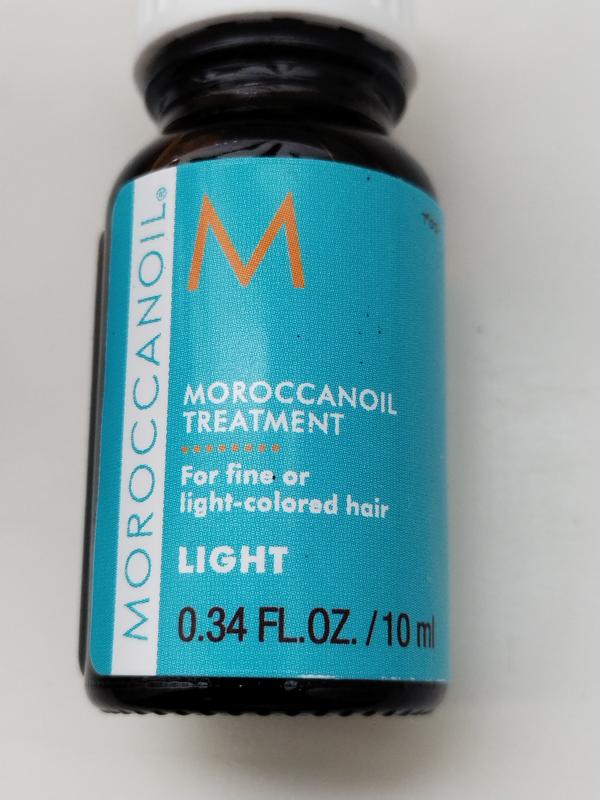 MOROCCANOIL®
M
MOROCCANOIL
TREATMENT
For fine or
light-colored hair
LIGHT
0.34 FL.OZ. / 10 ml